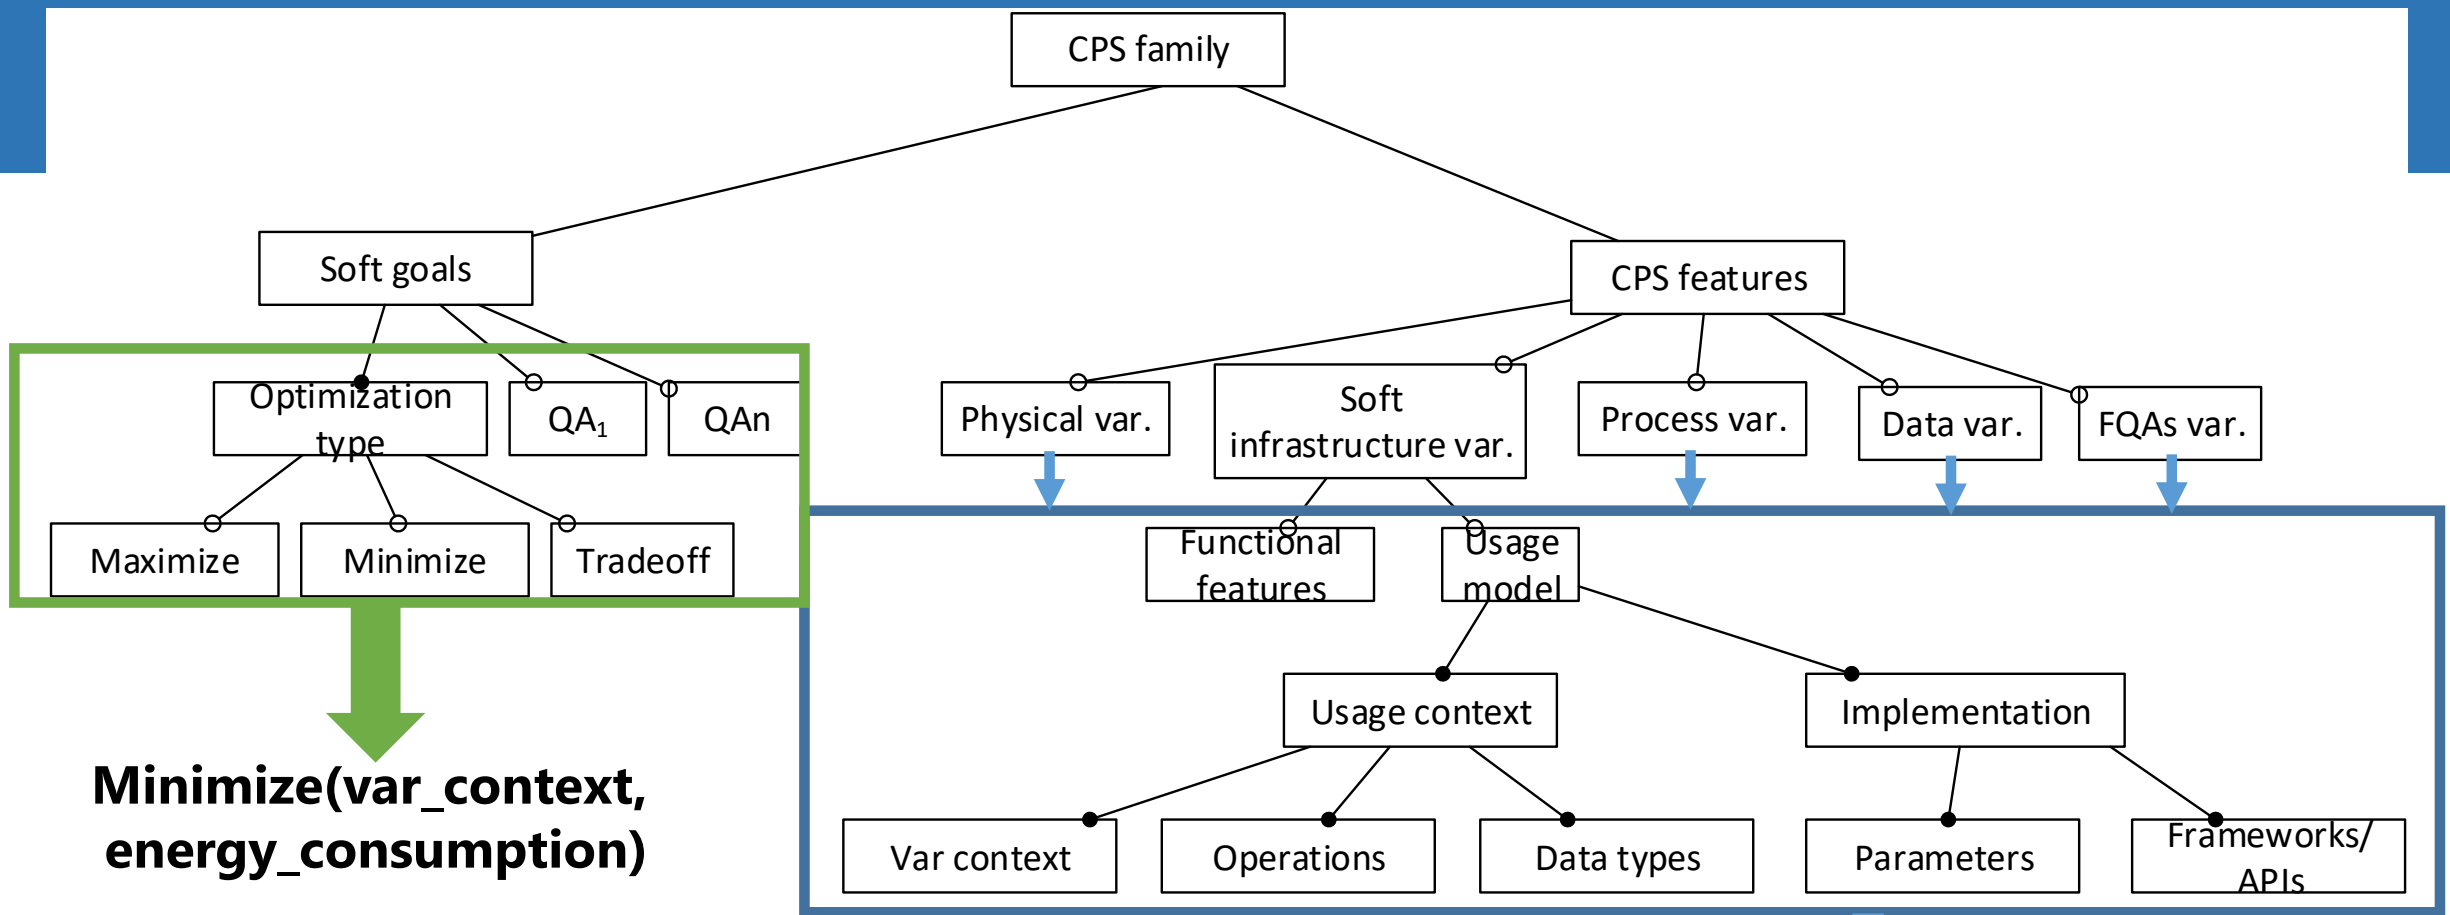 CPS family
Soft goals
CPS features
Optimization
type
QA₁
QAn
Physical var.
Soft
infrastructure var.
Process var.
Data var.
FQAs var.
Maximize
Minimize
Tradeoff
Functional
features
Usage
model
Usage context
Implementation
Minimize(var_context,
energy_consumption)
Var context
Operations
Data types
Parameters
Frameworks/
APIs